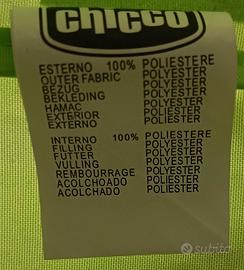 chicco
ESTERNO 100% POLIESTERE
OUTER FABRIC POLYESTER
BEZUG POLYESTER
BEKLEDING POLYESTER
HAMAC POLYESTER
EXTERIOR POLIESTER
EXTERNO POLIESTER
INTERNO 100% POLIESTERE
FILLING POLYESTER
FUTTER POLYESTER
VULLING POLYESTER
REMBOURRAGE POLYESTER
ACOLCHOADO POLIESTER
ACOLCHADO POLIESTER
subito